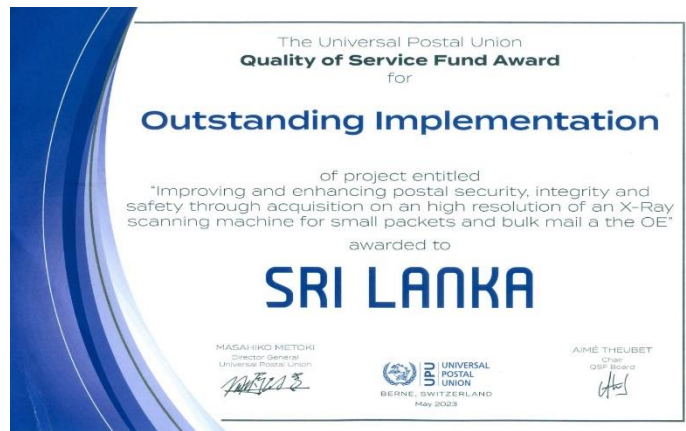 The Universal Postal Union
Quality of Service Fund Award
for
Outstanding Implementation
of project entitled
"Improving and enhancing postal security, integrity and
safety through acquisition on an high resolution of an X-Ray
scanning machine for small packets and bulk mail a the OE"
awarded to
SRI LANKA
MASAHIKO METOKI
Director General
Universal Postal Union
UPU UNIVERSAL
POSTAL
UNION
BERNE, SWITZERLAND
May 2023
AIMÉ THEUBET
Chair
QSF Board